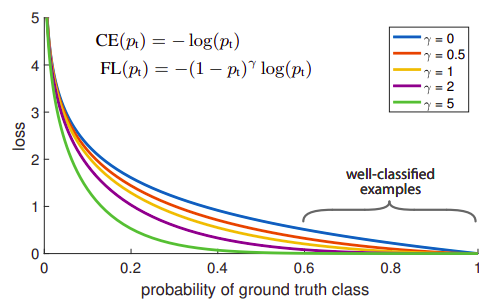 CE(pₜ) = − log(pₜ)
FL(pₜ) = −(1 − pₜ)^γ log(pₜ)
γ = 0
γ = 0.5
γ = 1
γ = 2
γ = 5
well-classified
examples
loss
5
4
3
2
1
0
0
0.2
0.4
0.6
0.8
1
probability of ground truth class